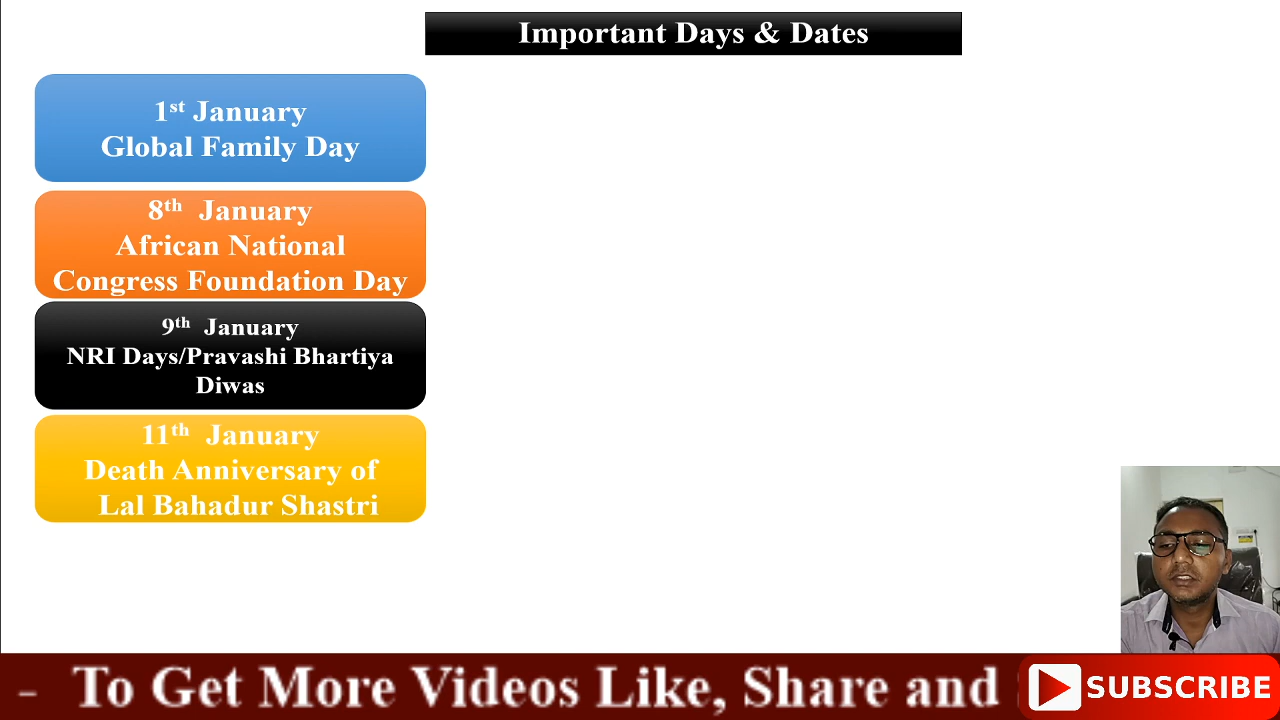 Important Days & Dates
1st January
Global Family Day
8th January
African National
Congress Foundation Day
9th January
NRI Days/Pravashi Bhartiya
Diwas
11th January
Death Anniversary of
Lal Bahadur Shastri
- To Get More Videos Like, Share and
SUBSCRIBE